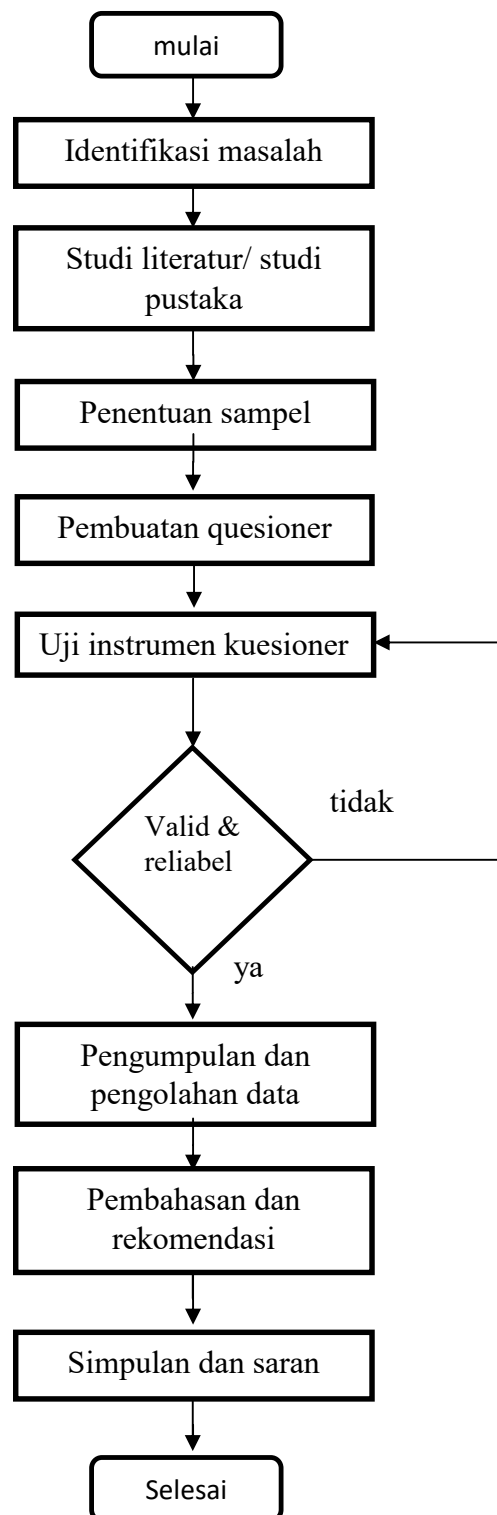 mulai
Identifikasi masalah
Studi literatur/ studi
pustaka
Penentuan sampel
Pembuatan quesioner
Uji instrumen kuesioner
tidak
Valid &
reliabel
ya
Pengumpulan dan
pengolahan data
Pembahasan dan
rekomendasi
Simpulan dan saran
Selesai